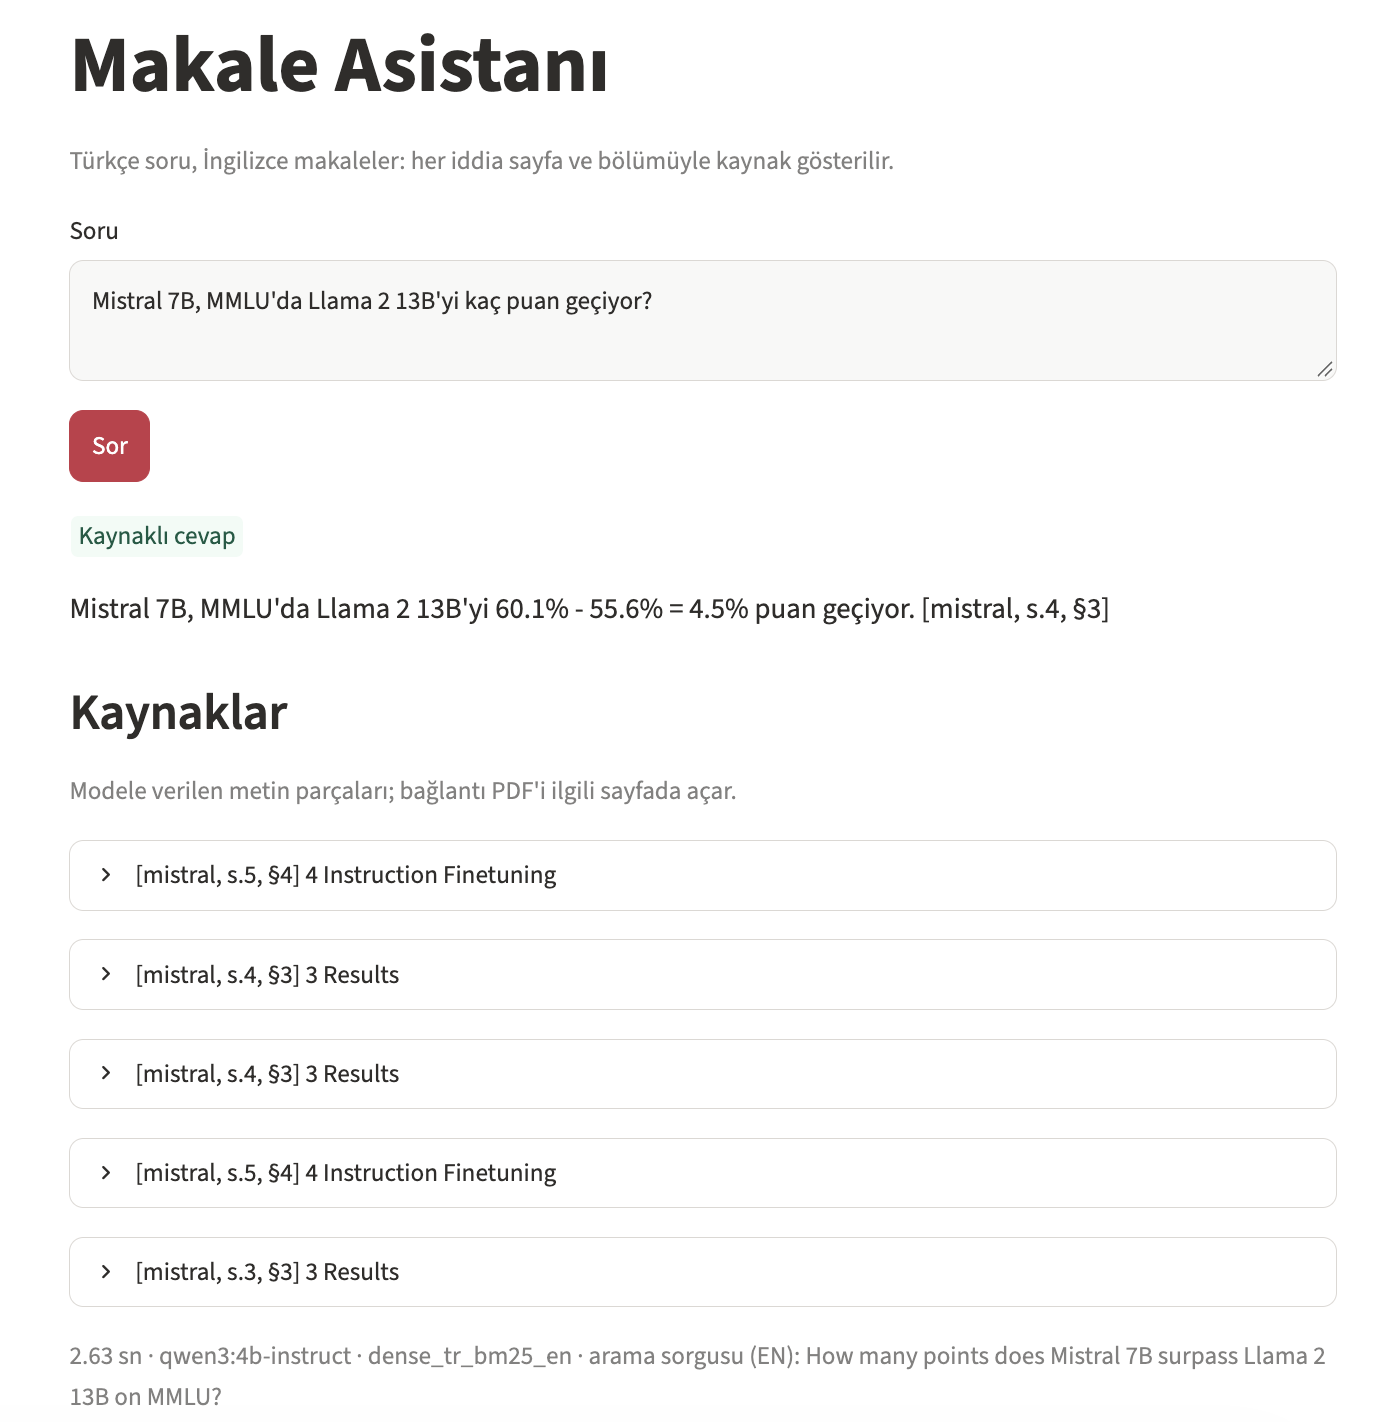 Makale Asistanı
Türkçe soru, İngilizce makaleler: her iddia sayfa ve bölümüyle kaynak gösterilir.
Soru
Mistral 7B, MMLU'da Llama 2 13B'yi kaç puan geçiyor?
Sor
Kaynaklı cevap
Mistral 7B, MMLU'da Llama 2 13B'yi 60.1% - 55.6% = 4.5% puan geçiyor. [mistral, s.4, §3]
Kaynaklar
Modele verilen metin parçaları; bağlantı PDF'i ilgili sayfada açar.
[mistral, s.5, §4] 4 Instruction Finetuning
[mistral, s.4, §3] 3 Results
[mistral, s.4, §3] 3 Results
[mistral, s.5, §4] 4 Instruction Finetuning
[mistral, s.3, §3] 3 Results
2.63 sn · qwen3:4b-instruct · dense_tr_bm25_en · arama sorgusu (EN): How many points does Mistral 7B surpass Llama 2
13B on MMLU?